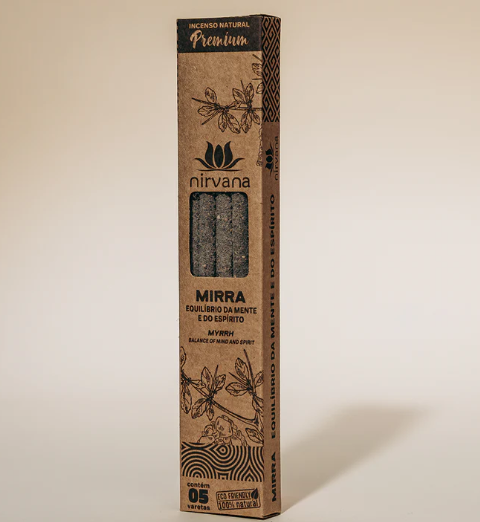 INCENSO NATURAL
Premium
nirvana
MIRRA
EQUILÍBRIO DA MENTE
E DO ESPÍRITO
MYRRH
BALANCE OF MIND AND SPIRIT
contém
05
varetas
ECO FRIENDLY
100% natural
nirvana
MIRRA EQUILÍBRIO DA MENTE E DO ESPÍRITO